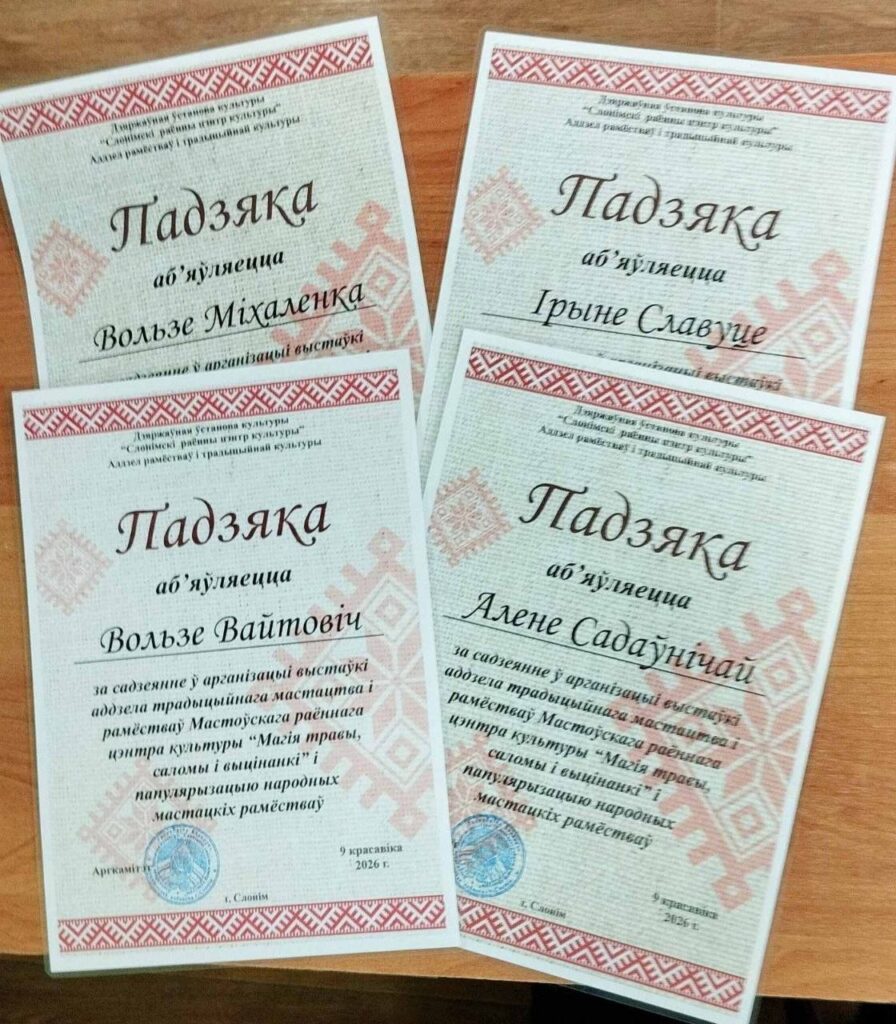 Дзяржаўная ўстанова культуры
"Слонімскі раённы цэнтр культуры"
Аддзел рамёстваў і традыцыйнай культуры
Падзяка
аб'яўляецца
Вользе Міхаленка
ў арганізацыі выстаўкі
Дзяржаўная ўстанова культуры
"Слонімскі раённы цэнтр культуры"
Аддзел рамёстваў і традыцыйнай культуры
Падзяка
аб'яўляецца
Ірыне Славуце
арганізацыі выстаўкі
Дзяржаўная ўстанова культуры
"Слонімскі раённы цэнтр культуры"
Аддзел рамёстваў і традыцыйнай культуры
Падзяка
аб'яўляецца
Вользе Вайтовіч
за садзеянне ў арганізацыі выстаўкі
аддзела традыцыйнага мастацтва і
рамёстваў Мастоўскага раённага
цэнтра культуры "Магія травы,
саломы і выцінанкі" і
папулярызацыю народных
мастацкіх рамёстваў
Аргкамітэт
9 красавіка
2026 г.
г. Слонім
Дзяржаўная ўстанова культуры
"Слонімскі раённы цэнтр культуры"
Аддзел рамёстваў і традыцыйнай культуры
Падзяка
аб'яўляецца
Алене Садаўнічай
за садзеянне ў арганізацыі выстаўкі
аддзела традыцыйнага мастацтва і
рамёстваў Мастоўскага раённага
цэнтра культуры "Магія травы,
саломы і выцінанкі" і
папулярызацыю народных
мастацкіх рамёстваў
9 красавіка
2026 г.
г. Слонім